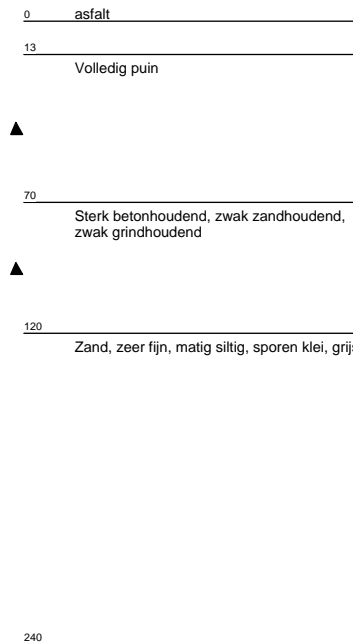 0 asfalt
13
Volledig puin
70
Sterk betonhoudend, zwak zandhoudend,
zwak grindhoudend
120
Zand, zeer fijn, matig siltig, sporen klei, grijs
240